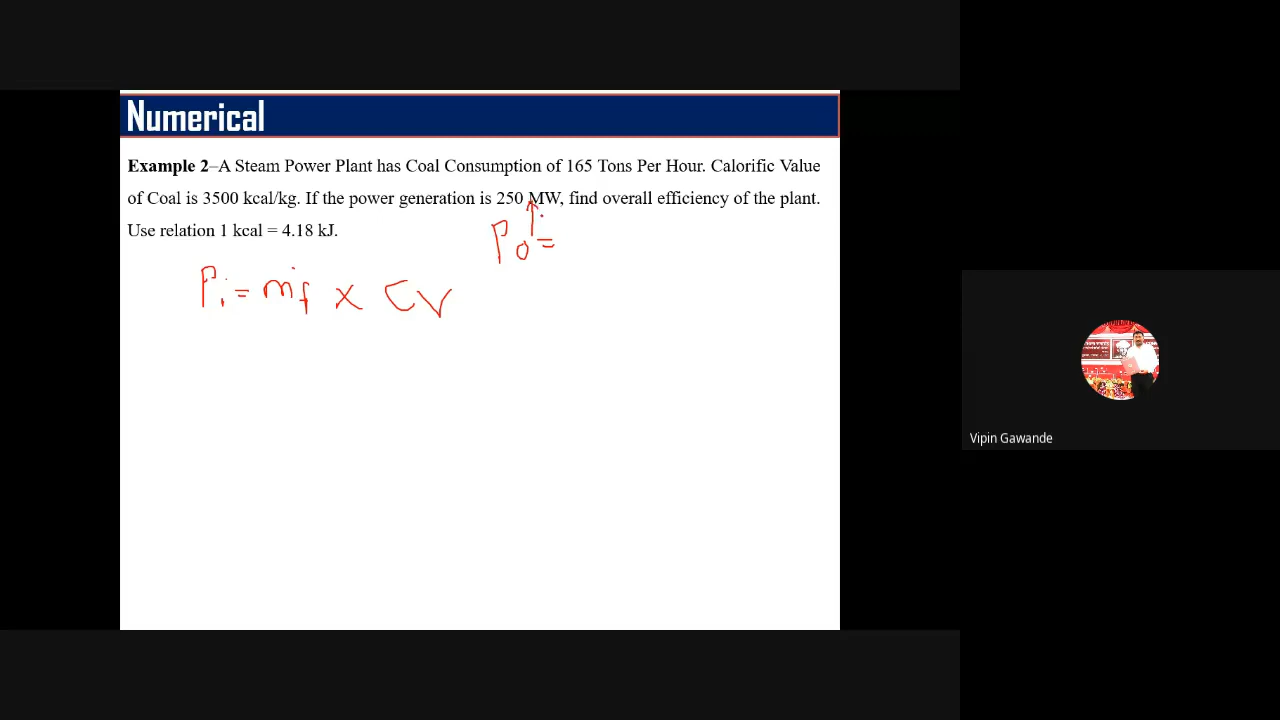 Numerical
Example 2–A Steam Power Plant has Coal Consumption of 165 Tons Per Hour. Calorific Value
of Coal is 3500 kcal/kg. If the power generation is 250 MW, find overall efficiency of the plant.
Use relation 1 kcal = 4.18 kJ.
P₀ =
Pᵢ = ṁf × CV
Vipin Gawande